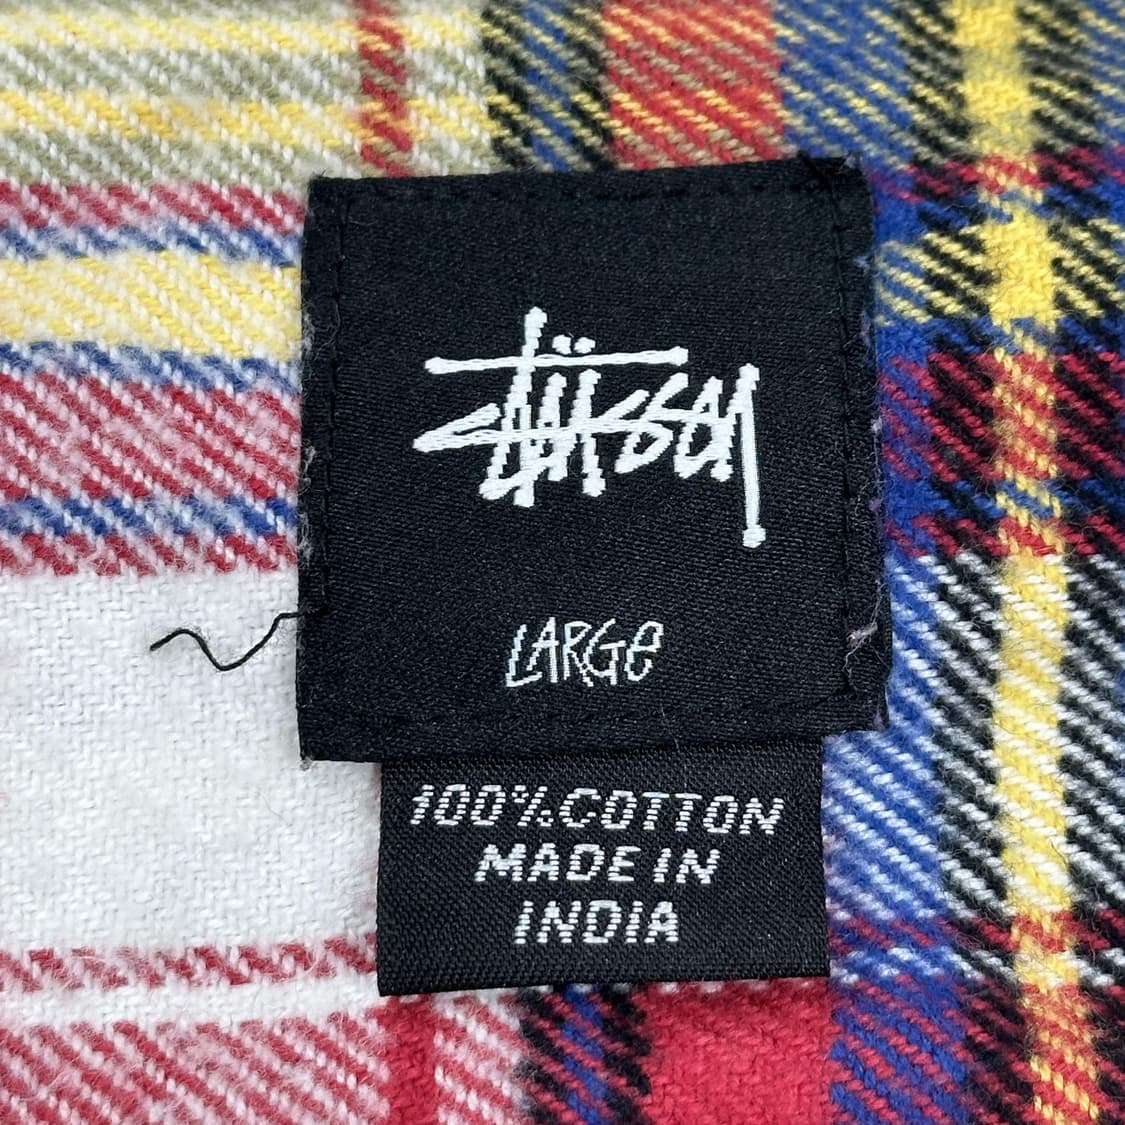 Stüssy
LARGe
100% COTTON
MADE IN
INDIA